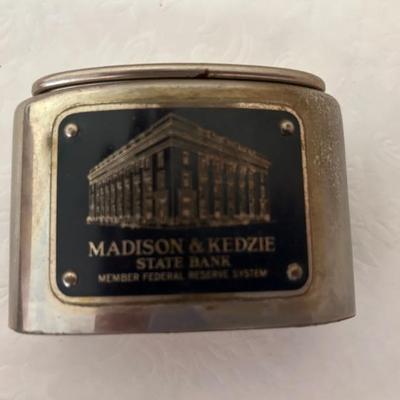 MADISON & KEDZIE
STATE BANK
MEMBER FEDERAL RESERVE SYSTEM